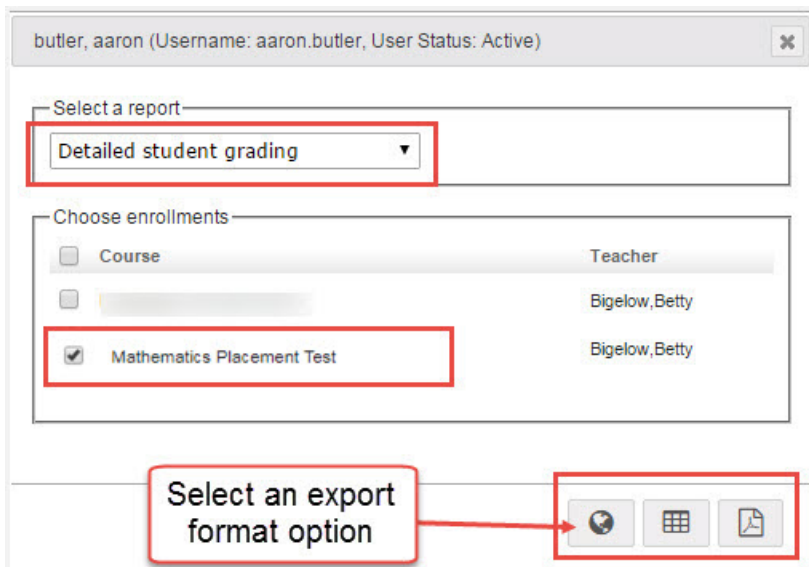 butler, aaron (Username: aaron.butler, User Status: Active)
Select a report
Detailed student grading
Choose enrollments
Course Teacher
Bigelow,Betty
Mathematics Placement Test Bigelow,Betty
Select an export
format option